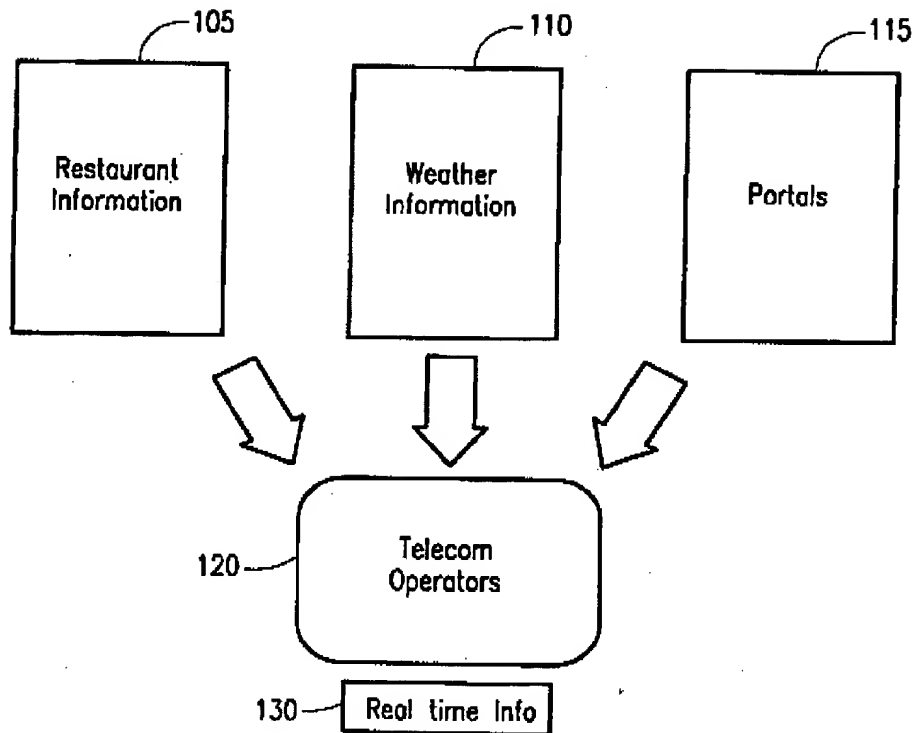 105
110
115
Restaurant
Information
Weather
Information
Portals
120
Telecom
Operators
130
Real time Info